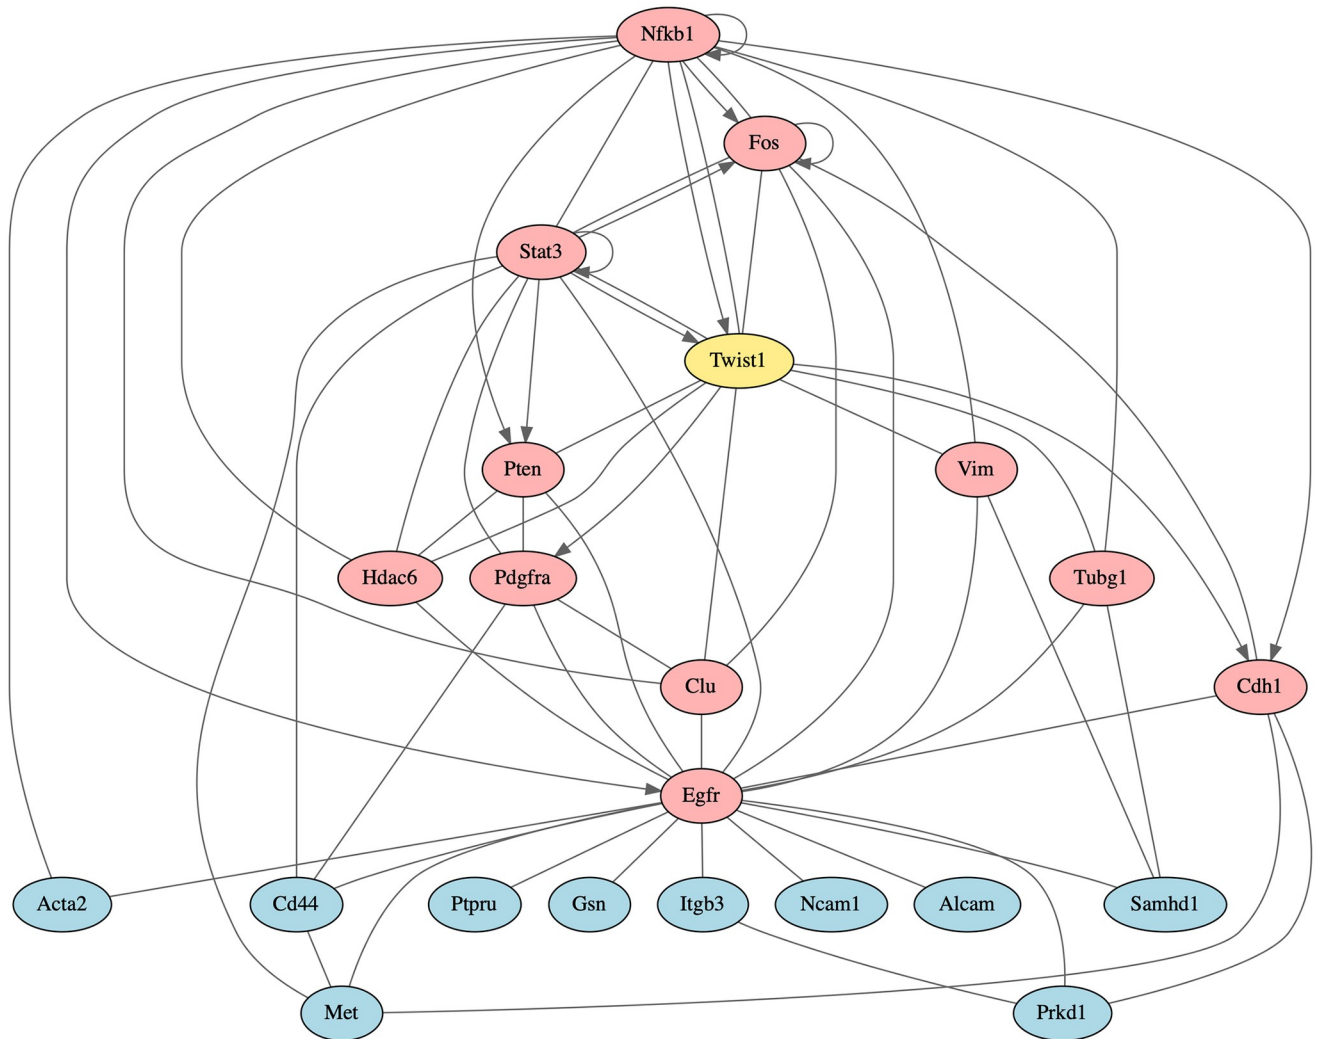 Nfkb1
Fos
Stat3
Twist1
Pten
Vim
Hdac6
Pdgfra
Tubg1
Clu
Cdh1
Egfr
Acta2
Cd44
Ptpru
Gsn
Itgb3
Ncam1
Alcam
Samhd1
Met
Prkd1